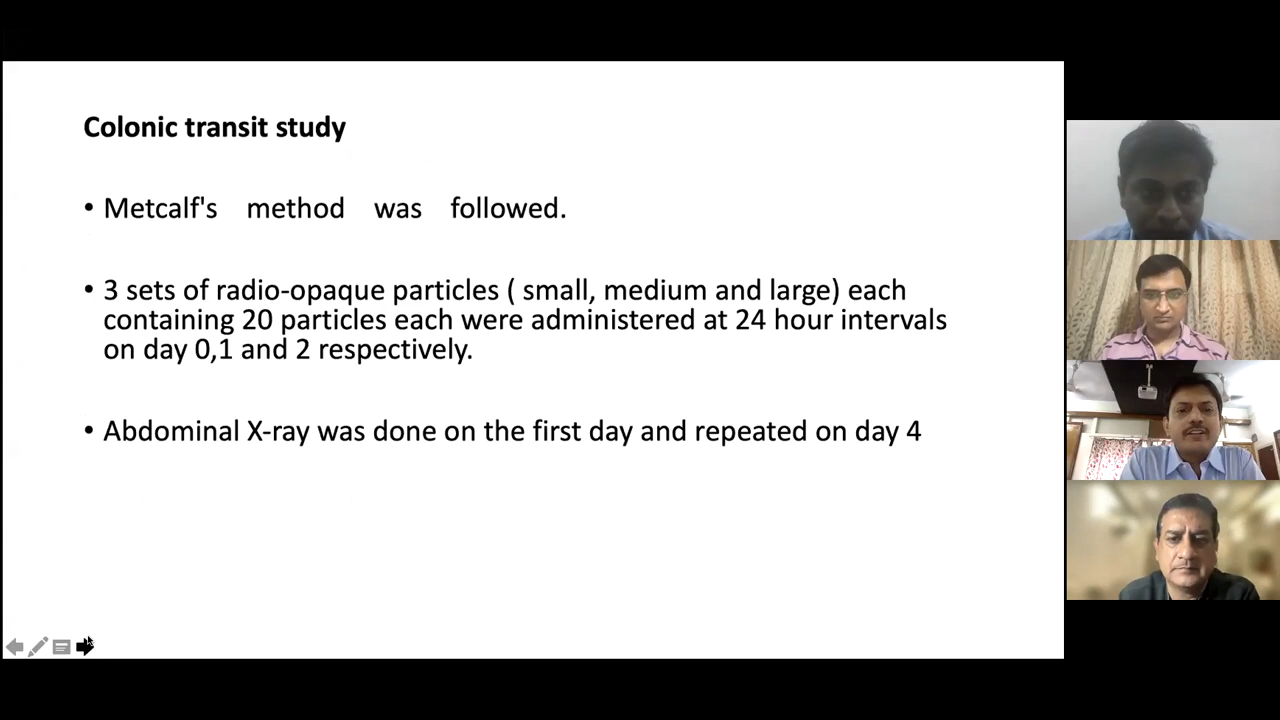 Colonic transit study
• Metcalf's method was followed.
• 3 sets of radio-opaque particles ( small, medium and large) each
containing 20 particles each were administered at 24 hour intervals
on day 0,1 and 2 respectively.
• Abdominal X-ray was done on the first day and repeated on day 4